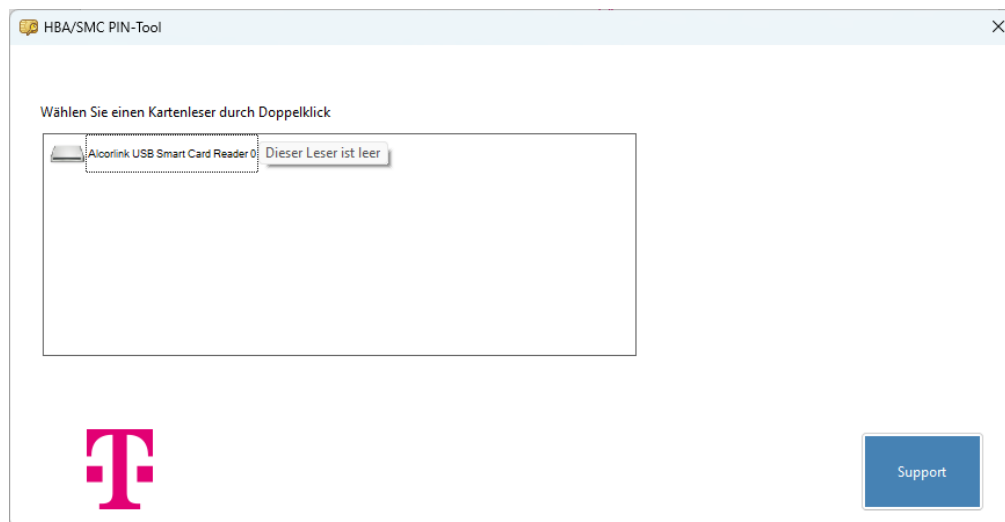 HBA/SMC PIN-Tool
Wählen Sie einen Kartenleser durch Doppelklick
Alcorlink USB Smart Card Reader 0
Dieser Leser ist leer
T
Support